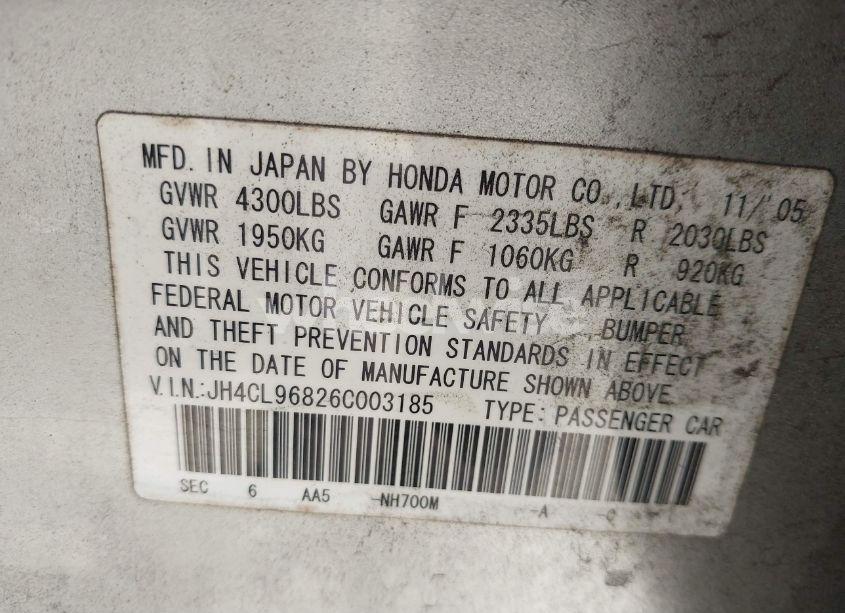 MFD. IN JAPAN BY HONDA MOTOR CO.,LTD. 11/'05
GVWR 4300LBS GAWR F 2335LBS R 2030LBS
GVWR 1950KG GAWR F 1060KG R 920KG
THIS VEHICLE CONFORMS TO ALL APPLICABLE
FEDERAL MOTOR VEHICLE SAFETY, BUMPER,
AND THEFT PREVENTION STANDARDS IN EFFECT
ON THE DATE OF MANUFACTURE SHOWN ABOVE.
V.I.N.:JH4CL96826C003185 TYPE: PASSENGER CAR
SEC 6 AA5 -NH700M -A